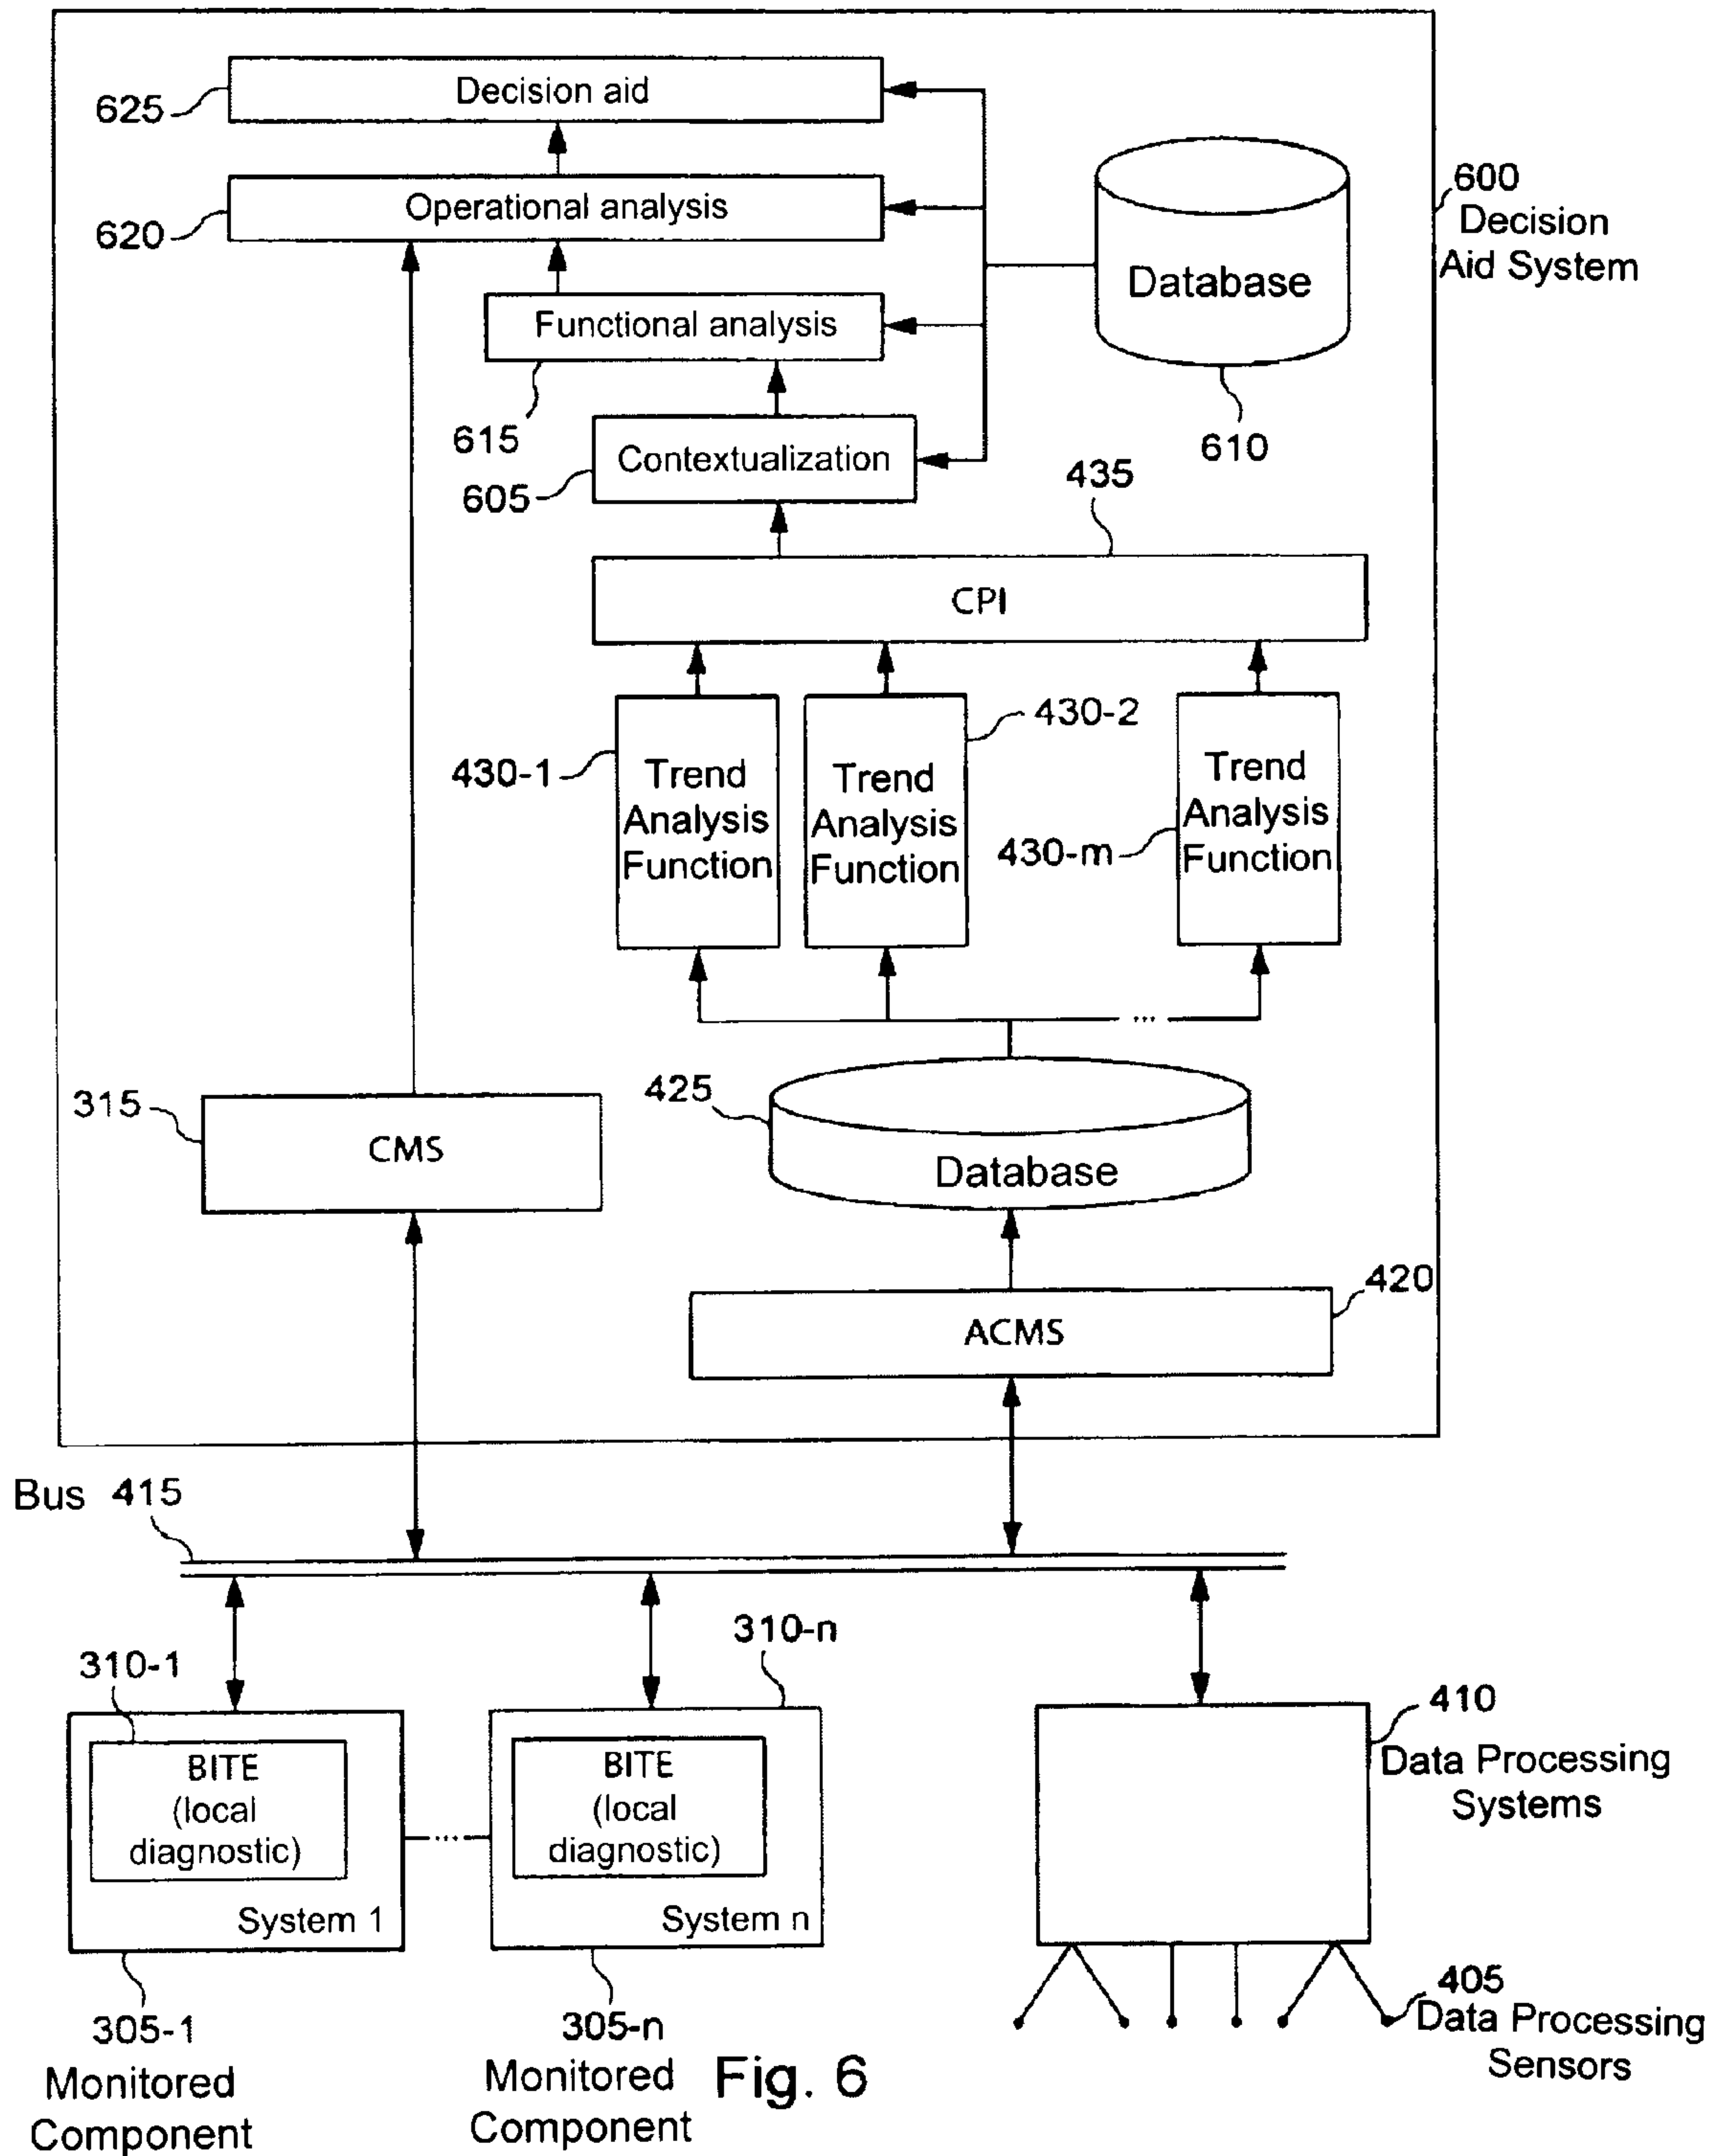 Decision aid
625
Operational analysis
620
600
Decision
Aid System
Database
610
Functional analysis
615
Contextualization
605
435
CPI
430-1
Trend
Analysis
Function
430-2
Trend
Analysis
Function
430-m
Trend
Analysis
Function
...
315
CMS
425
Database
420
ACMS
Bus 415
310-1
BITE
(local
diagnostic)
System 1
305-1
Monitored
Component
...
310-n
BITE
(local
diagnostic)
System n
305-n
Monitored
Component
410
Data Processing
Systems
405
Data Processing
Sensors
Fig. 6